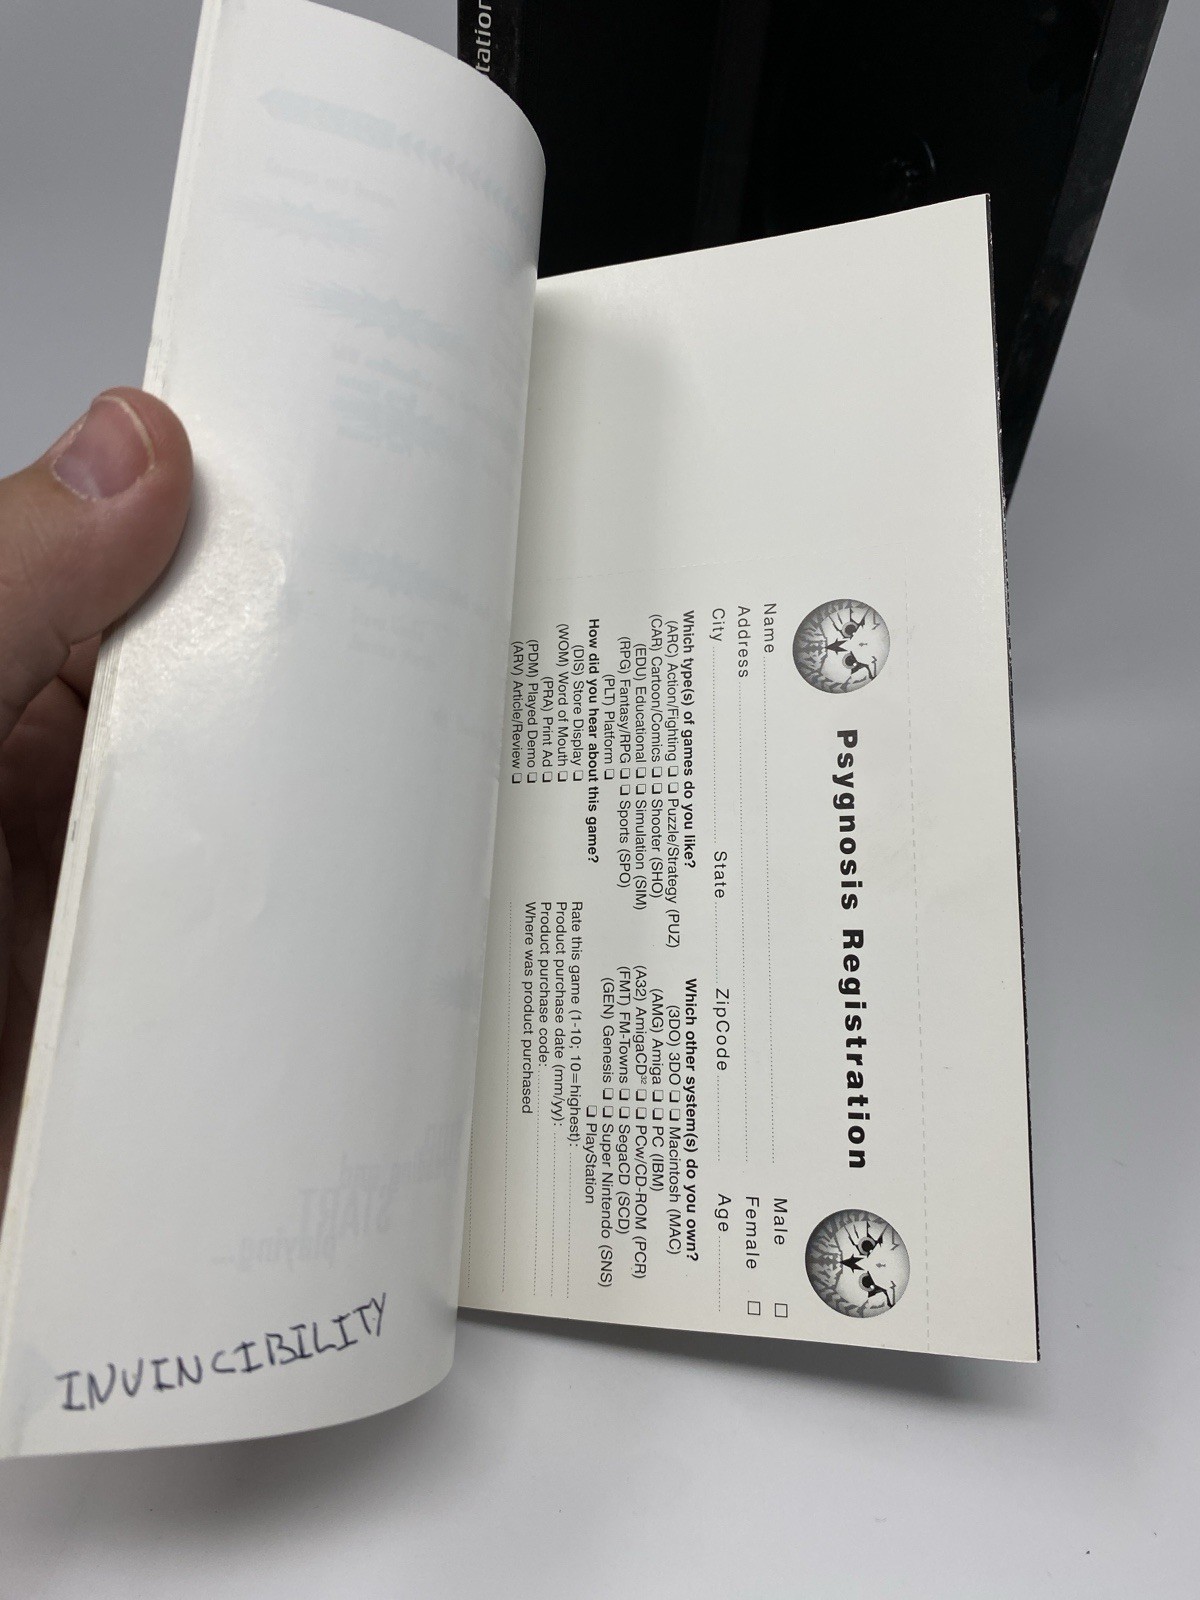 Psygnosis Registration
Name
Male ❏
Address
Female ❏
City
State
ZipCode
Age
Which type(s) of games do you like?
(ARC) Action/Fighting ❏ ❏ Puzzle/Strategy (PUZ)
(CAR) Cartoon/Comics ❏ ❏ Shooter (SHO)
(EDU) Educational ❏ ❏ Simulation (SIM)
(RPG) Fantasy/RPG ❏ ❏ Sports (SPO)
(PLT) Platform ❏
How did you hear about this game?
(DIS) Store Display ❏
(WOM) Word of Mouth ❏
(PRA) Print Ad ❏
(PDM) Played Demo ❏
(ARV) Article/Review ❏
Which other system(s) do you own?
(3DO) 3DO ❏ ❏ Macintosh (MAC)
(AMG) Amiga ❏ ❏ PC (IBM)
(A32) AmigaCD³² ❏ ❏ PCw/CD-ROM (PCR)
(FMT) FM-Towns ❏ ❏ SegaCD (SCD)
(GEN) Genesis ❏ ❏ Super Nintendo (SNS)
❏ PlayStation
Rate this game (1-10; 10=highest):
Product purchase date (mm/yy):
Product purchase code:
Where was product purchased
INVINCIBILITY